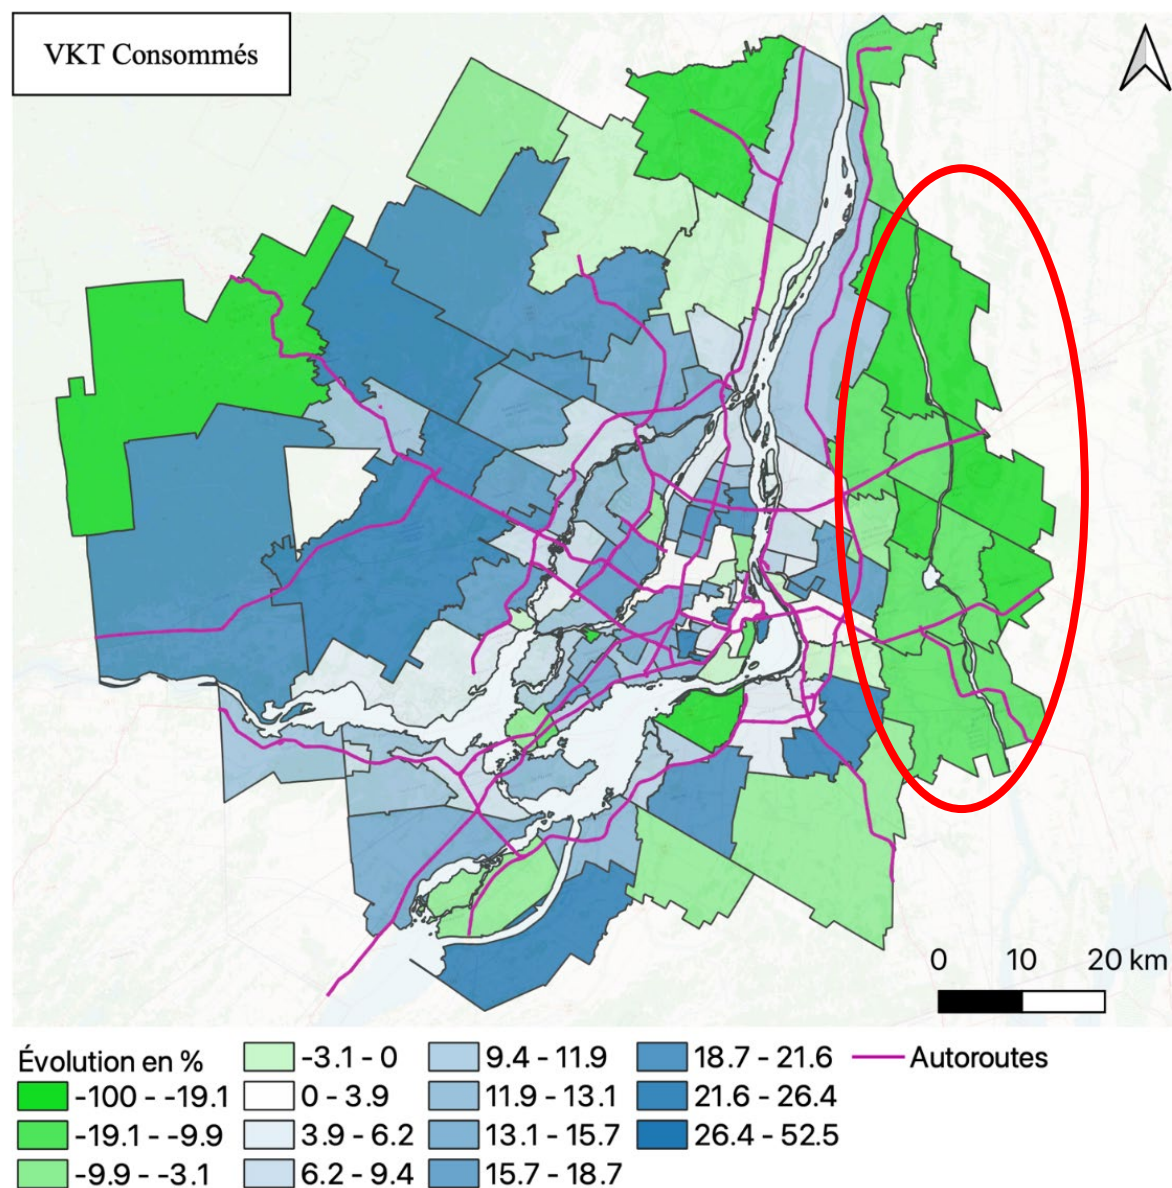 VKT Consommés
0 10 20 km
Évolution en %
-100 - -19.1
-19.1 - -9.9
-9.9 - -3.1
-3.1 - 0
0 - 3.9
3.9 - 6.2
6.2 - 9.4
9.4 - 11.9
11.9 - 13.1
13.1 - 15.7
15.7 - 18.7
18.7 - 21.6
21.6 - 26.4
26.4 - 52.5
Autoroutes